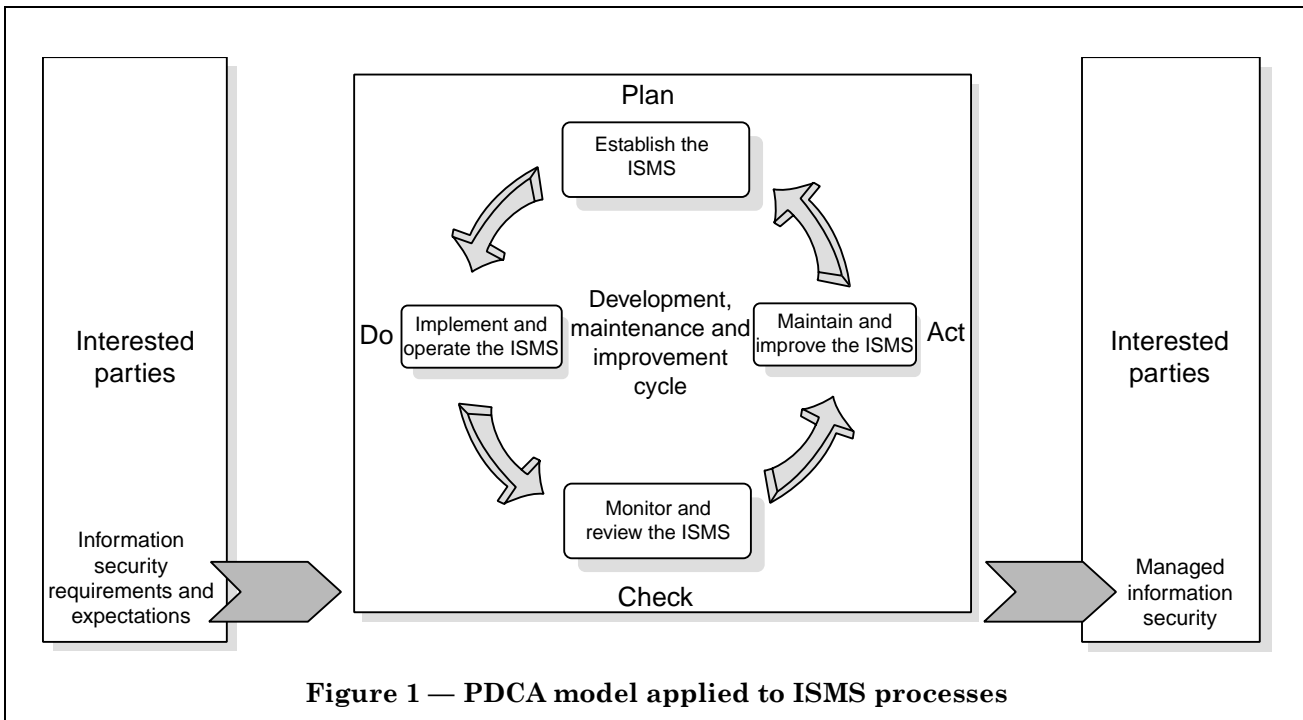 Plan
Establish the
ISMS
Interested
parties
Do
Implement and
operate the ISMS
Development,
maintenance and
improvement
cycle
Maintain and
improve the ISMS
Act
Interested
parties
Information
security
requirements and
expectations
Monitor and
review the ISMS
Check
Managed
information
security
Figure 1 — PDCA model applied to ISMS processes